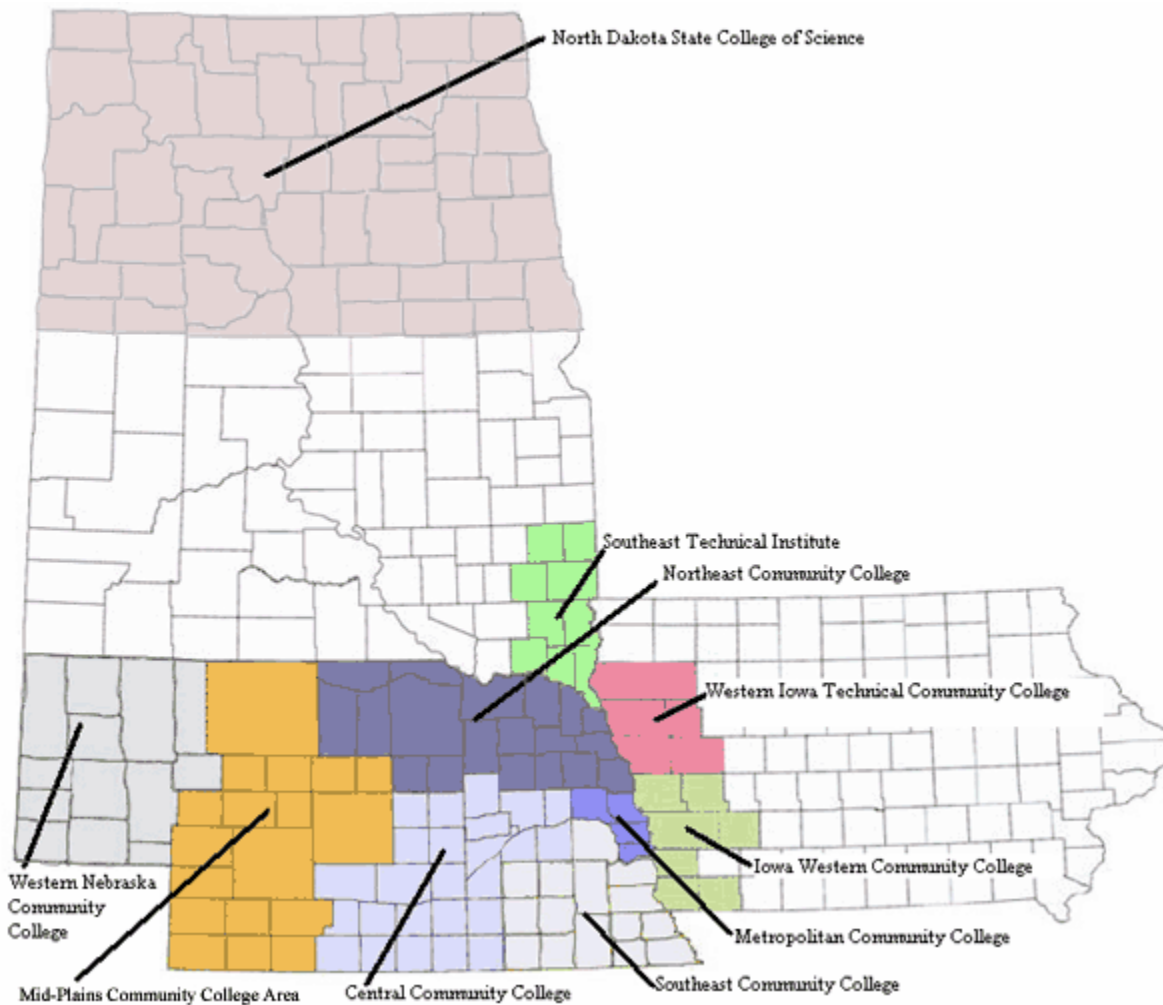 North Dakota State College of Science
Southeast Technical Institute
Northeast Community College
Western Iowa Technical Community College
Iowa Western Community College
Western Nebraska
Community
College
Metropolitan Community College
Southeast Community College
Central Community College
Mid-Plains Community College Area